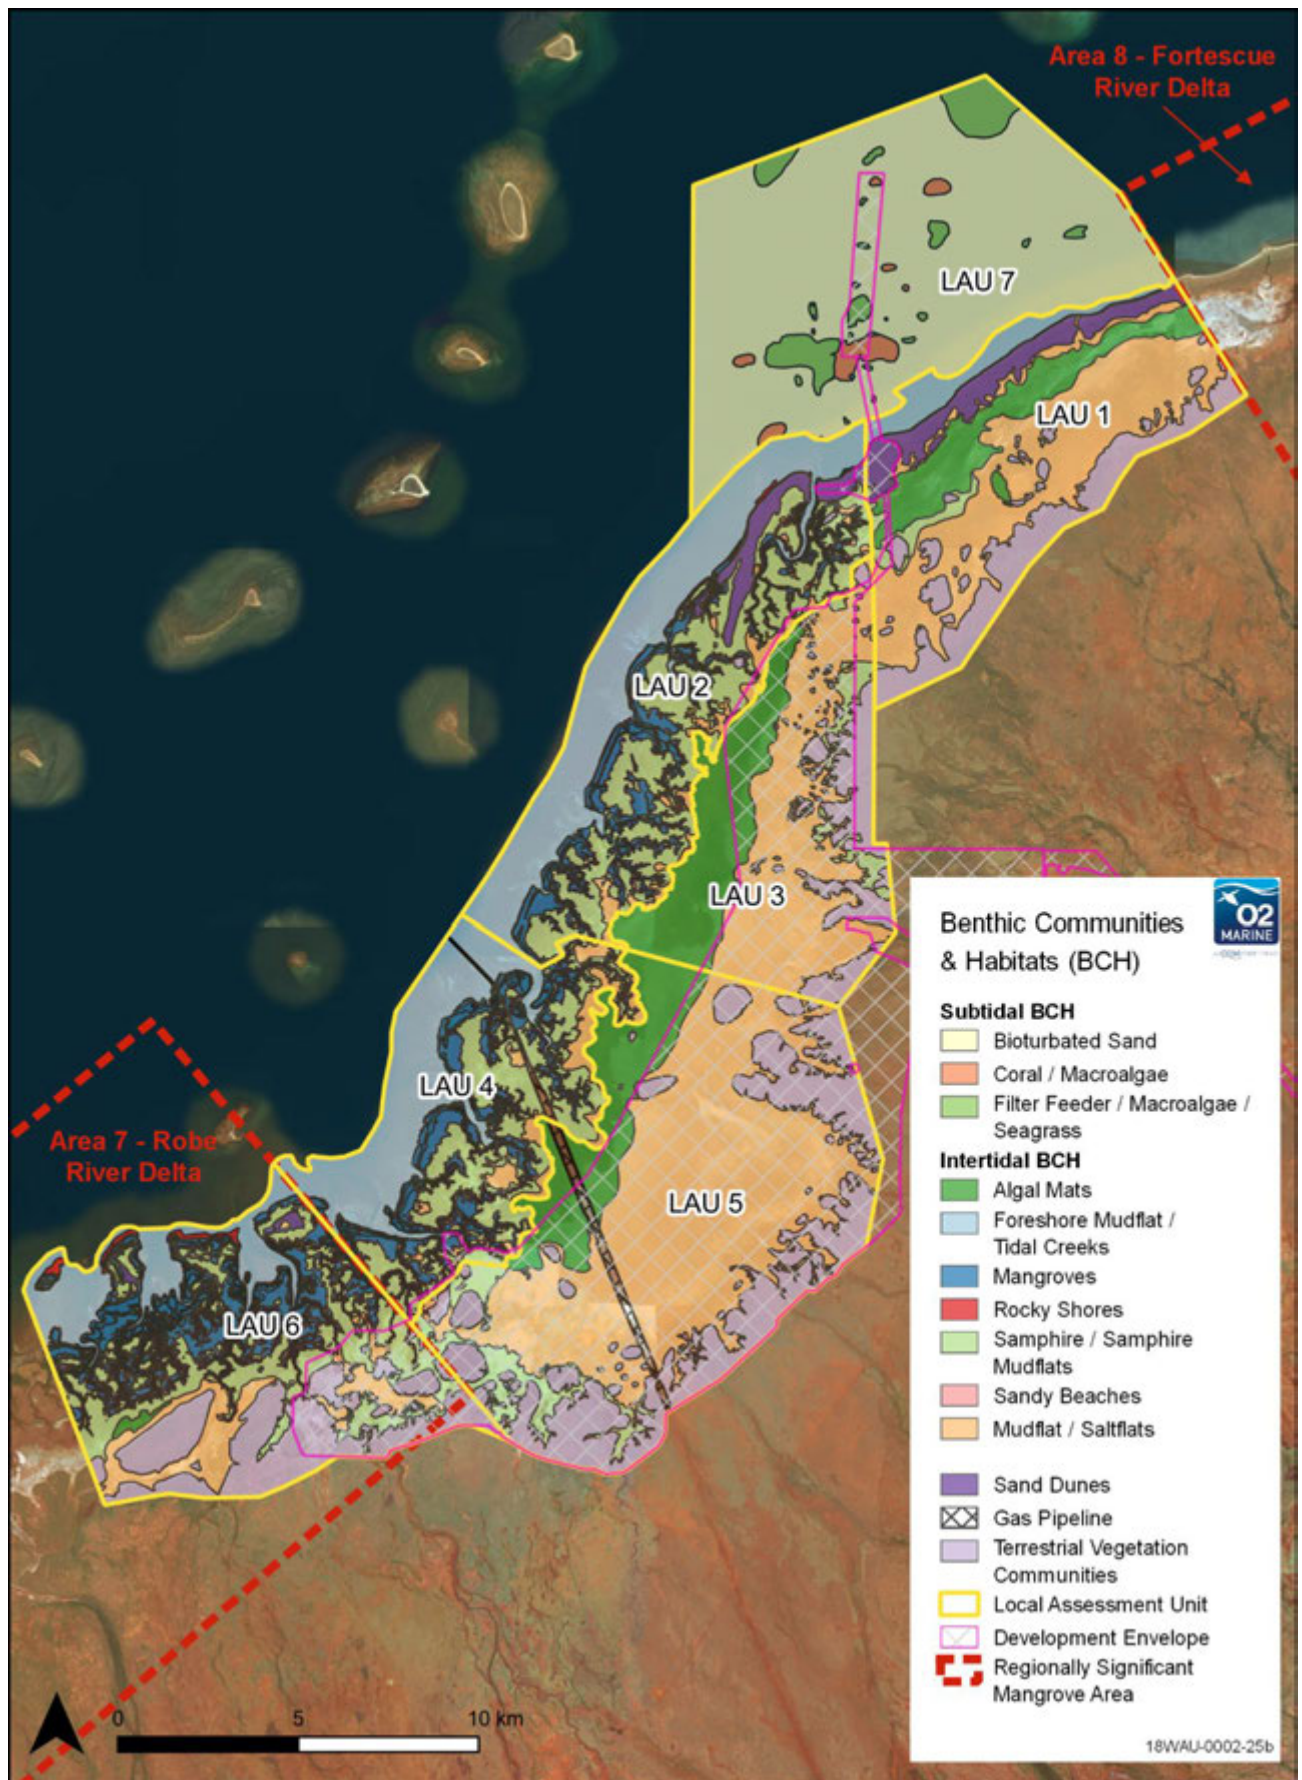 Area 8 - Fortescue
River Delta
LAU 7
LAU 1
LAU 2
LAU 3
LAU 4
Area 7 - Robe
River Delta
LAU 5
LAU 6
Benthic Communities
& Habitats (BCH)
O2
MARINE
Subtidal BCH
Bioturbated Sand
Coral / Macroalgae
Filter Feeder / Macroalgae /
Seagrass
Intertidal BCH
Algal Mats
Foreshore Mudflat /
Tidal Creeks
Mangroves
Rocky Shores
Samphire / Samphire
Mudflats
Sandy Beaches
Mudflat / Saltflats
Sand Dunes
Gas Pipeline
Terrestrial Vegetation
Communities
Local Assessment Unit
Development Envelope
Regionally Significant
Mangrove Area
0 5 10 km
18WAU-0002-25b